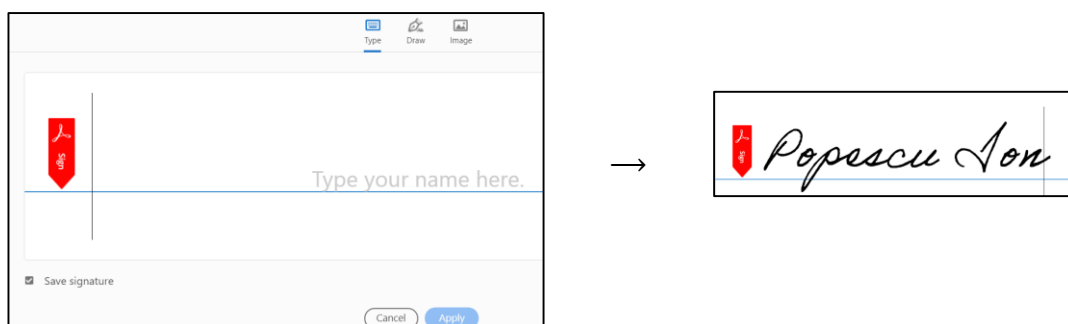 Type Draw Image
Sign
Type your name here.
Save signature
Cancel Apply
→
Sign
Popescu Ion